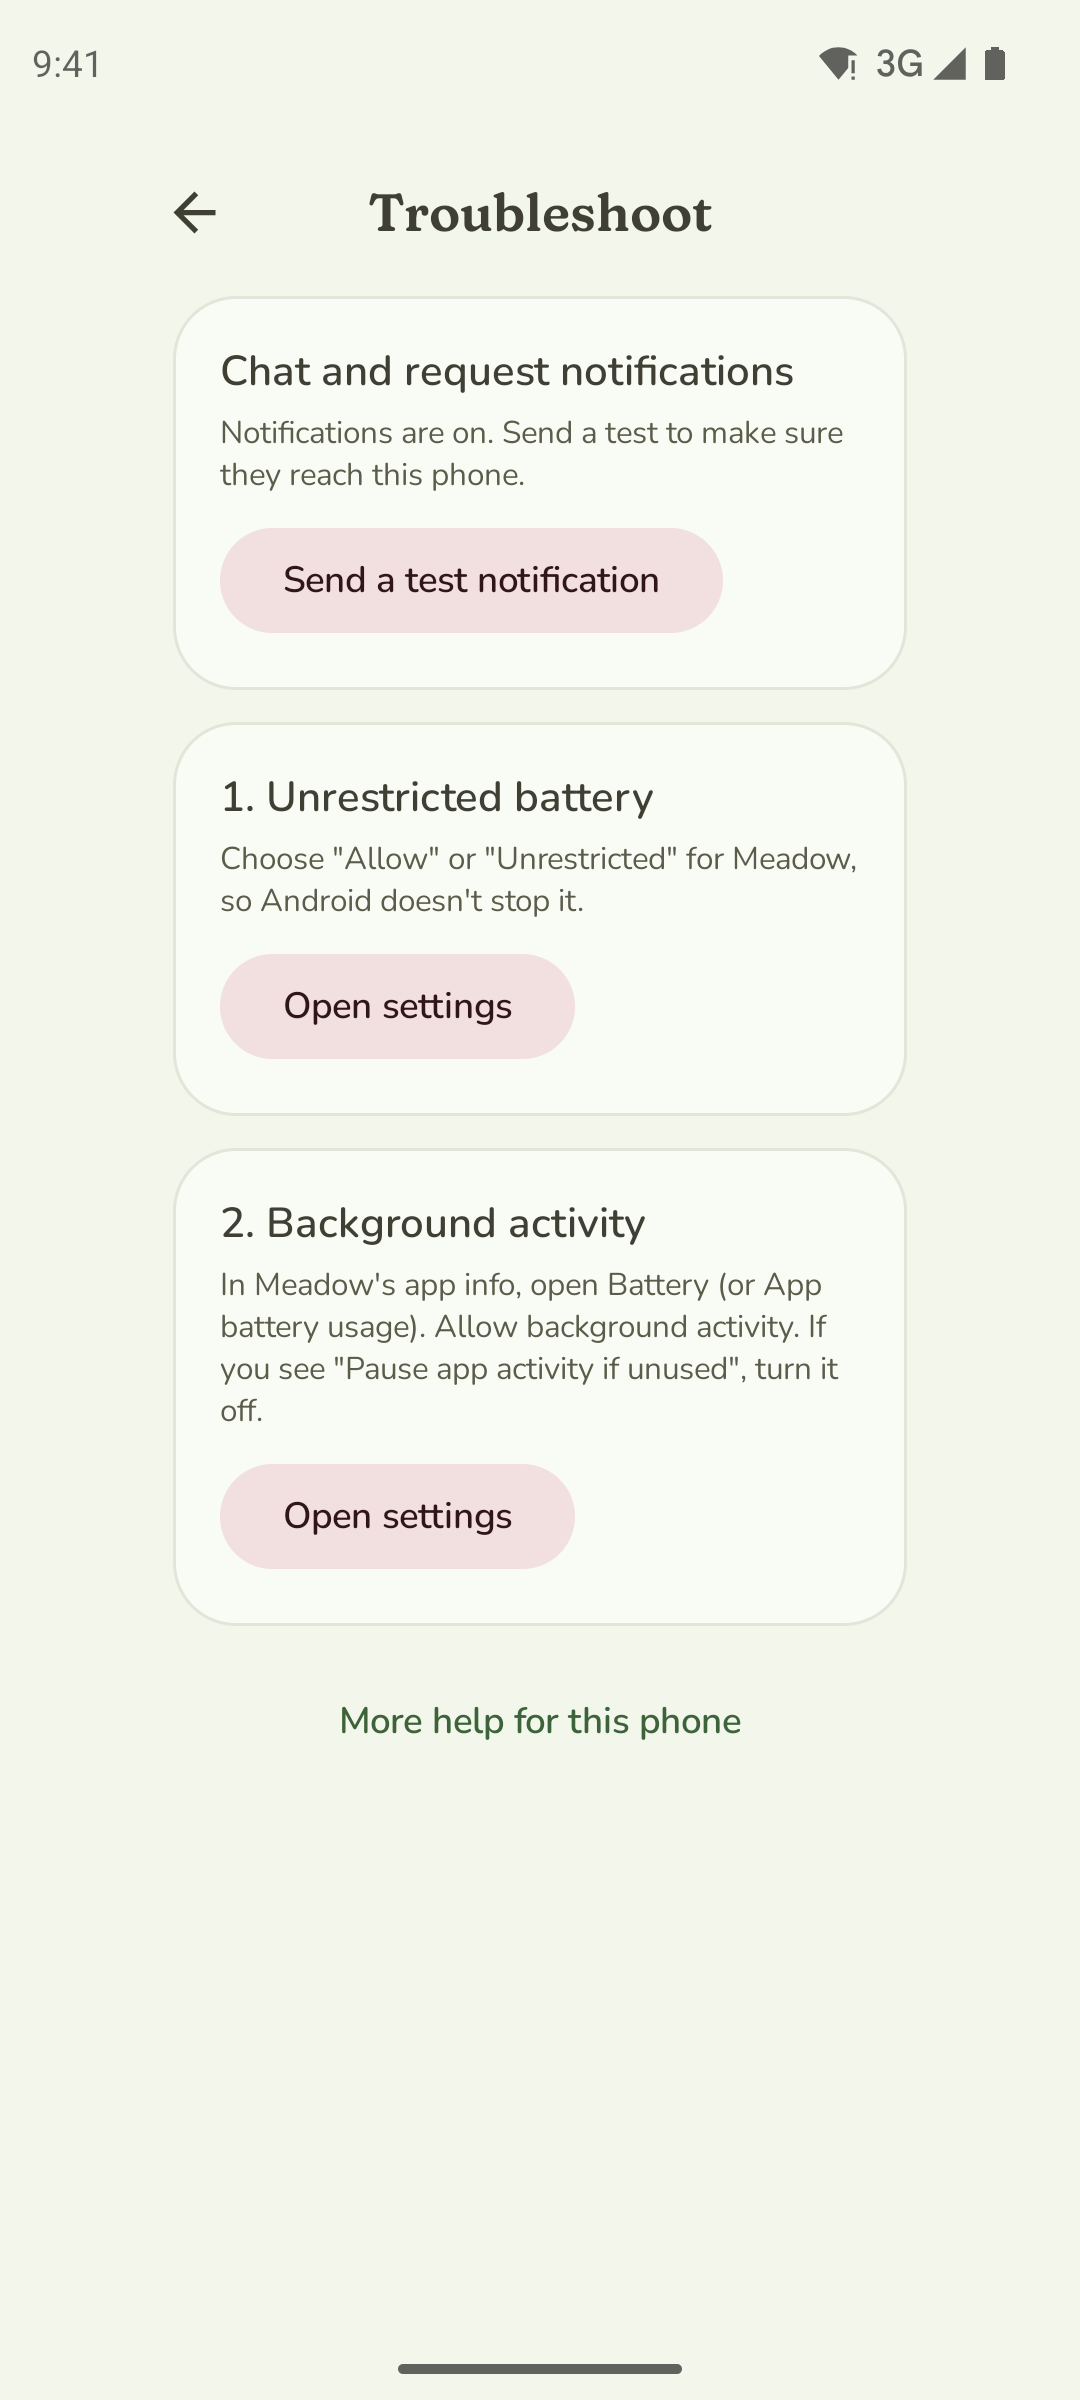 9:41
3G
Troubleshoot
Chat and request notifications
Notifications are on. Send a test to make sure
they reach this phone.
Send a test notification
1. Unrestricted battery
Choose "Allow" or "Unrestricted" for Meadow,
so Android doesn't stop it.
Open settings
2. Background activity
In Meadow's app info, open Battery (or App
battery usage). Allow background activity. If
you see "Pause app activity if unused", turn it
off.
Open settings
More help for this phone